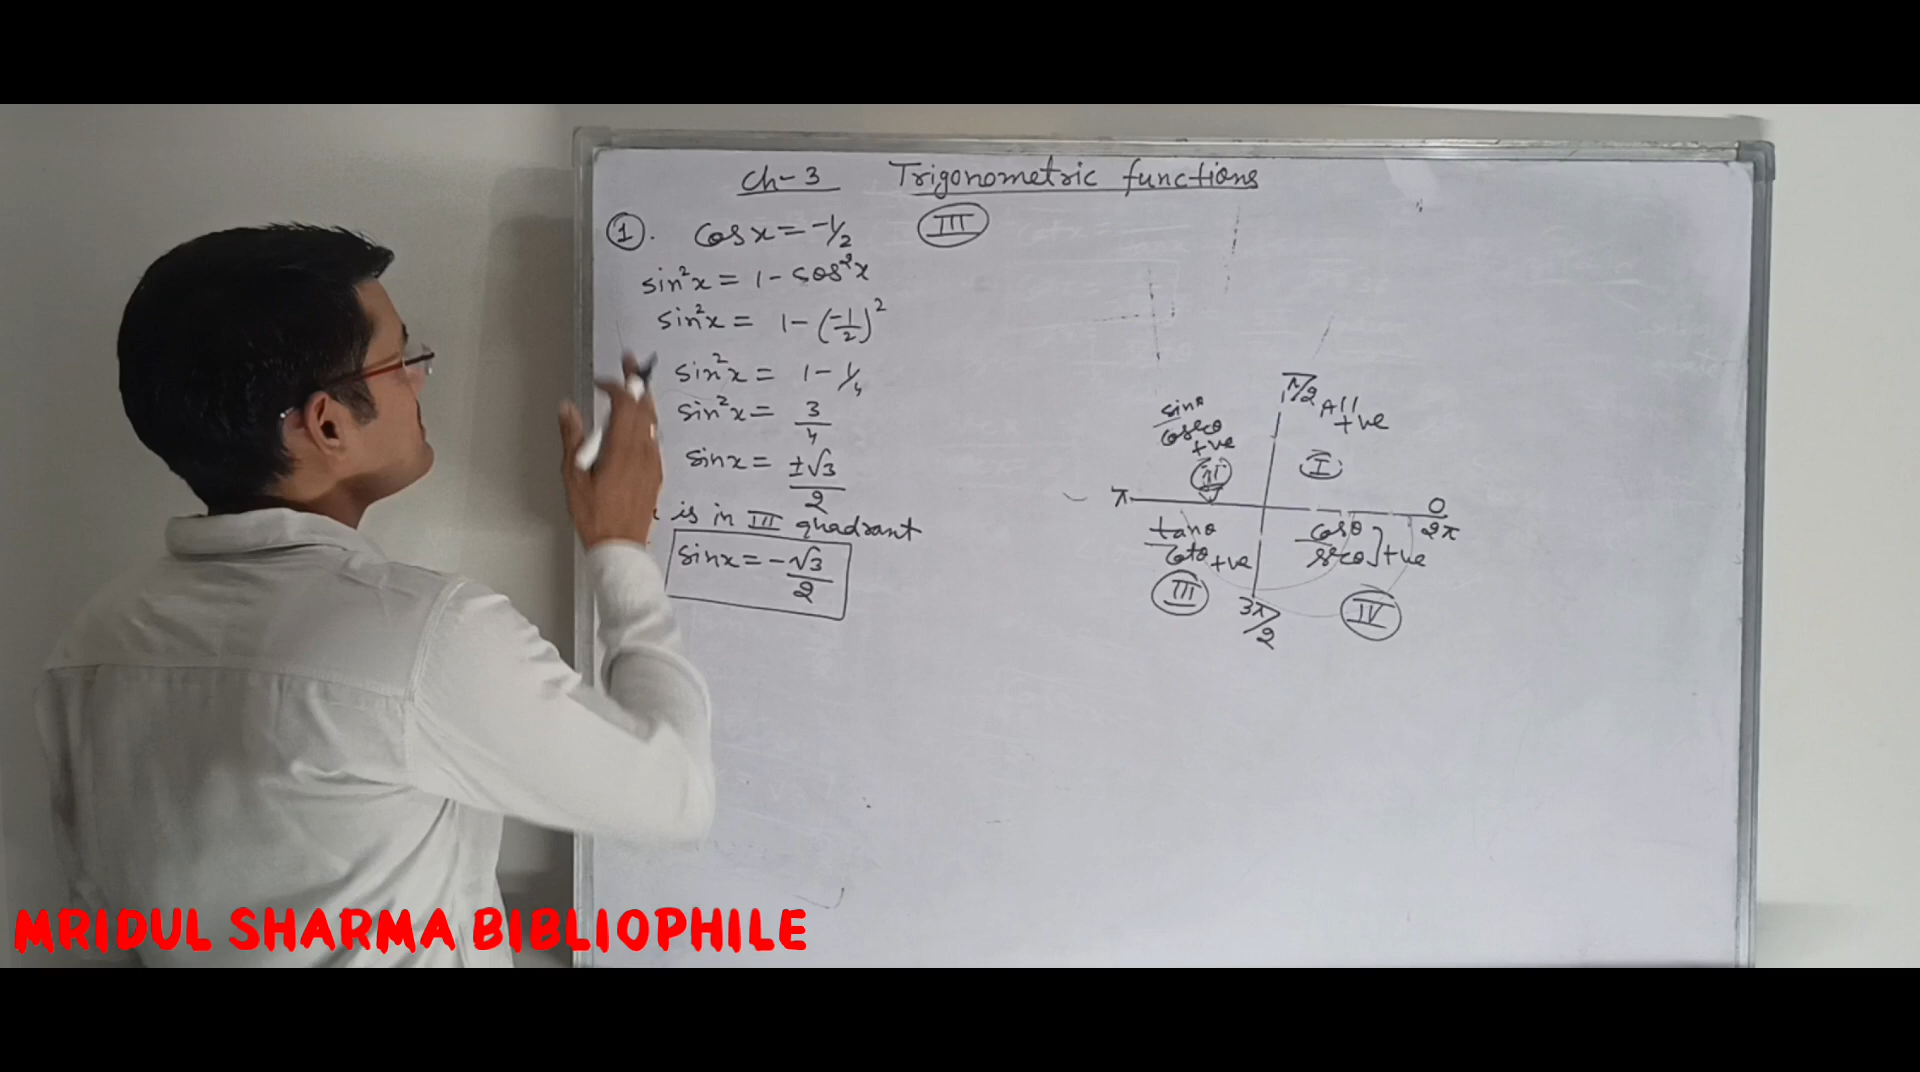 Ch-3 Trigonometric functions
1. cos x = -1/2 III
sin²x = 1 - cos²x
sin²x = 1 - (-1/2)²
sin²x = 1 - 1/4
sin²x = 3/4
sin x = ±√3/2
is in III quadrant
sin x = -√3/2
π/2
All +ve
I
sinθ
cosecθ
+ve
II
π
0
2π
tanθ
cotθ +ve
III
cosθ
secθ ] +ve
IV
3π/2
MRIDUL SHARMA BIBLIOPHILE